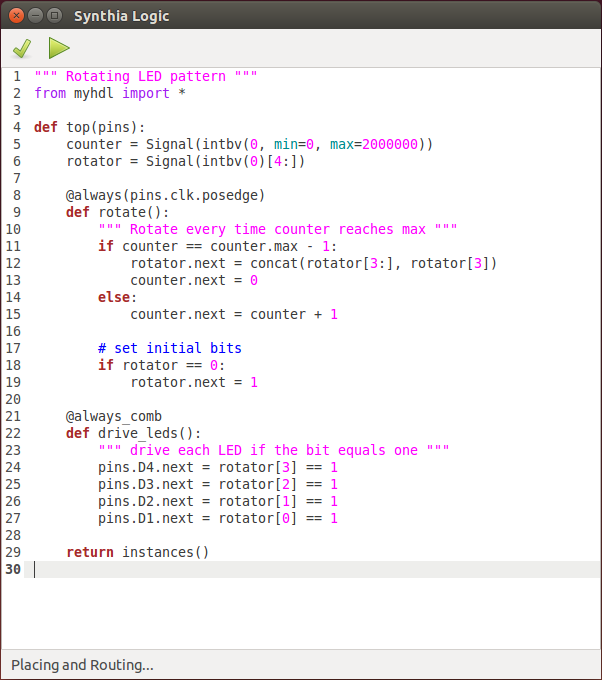 Synthia Logic
1 """ Rotating LED pattern """
2 from myhdl import *
3
4 def top(pins):
5     counter = Signal(intbv(0, min=0, max=2000000))
6     rotator = Signal(intbv(0)[4:])
7
8     @always(pins.clk.posedge)
9     def rotate():
10         """ Rotate every time counter reaches max """
11         if counter == counter.max - 1:
12             rotator.next = concat(rotator[3:], rotator[3])
13             counter.next = 0
14         else:
15             counter.next = counter + 1
16
17         # set initial bits
18         if rotator == 0:
19             rotator.next = 1
20
21     @always_comb
22     def drive_leds():
23         """ drive each LED if the bit equals one """
24         pins.D4.next = rotator[3] == 1
25         pins.D3.next = rotator[2] == 1
26         pins.D2.next = rotator[1] == 1
27         pins.D1.next = rotator[0] == 1
28
29     return instances()
30
Placing and Routing...